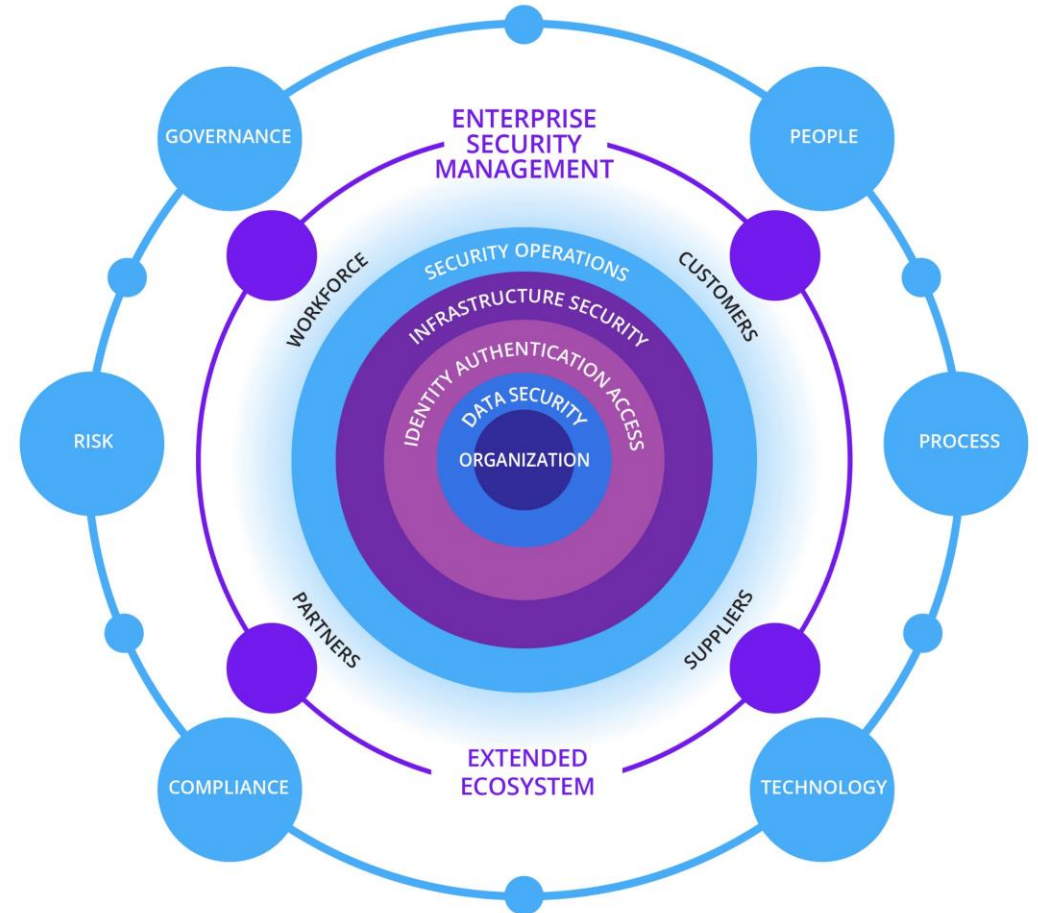 ENTERPRISE
SECURITY
MANAGEMENT
GOVERNANCE
PEOPLE
WORKFORCE
CUSTOMERS
SECURITY OPERATIONS
INFRASTRUCTURE SECURITY
IDENTITY AUTHENTICATION ACCESS
DATA SECURITY
ORGANIZATION
RISK
PROCESS
PARTNERS
SUPPLIERS
EXTENDED
ECOSYSTEM
COMPLIANCE
TECHNOLOGY